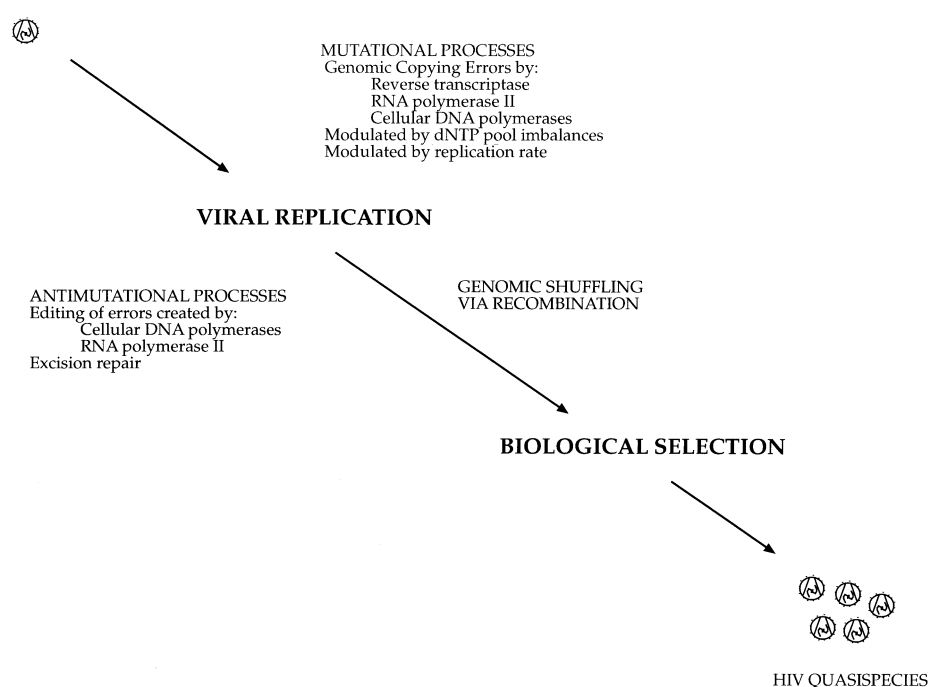 MUTATIONAL PROCESSES
Genomic Copying Errors by:
Reverse transcriptase
RNA polymerase II
Cellular DNA polymerases
Modulated by dNTP pool imbalances
Modulated by replication rate
VIRAL REPLICATION
ANTIMUTATIONAL PROCESSES
Editing of errors created by:
Cellular DNA polymerases
RNA polymerase II
Excision repair
GENOMIC SHUFFLING
VIA RECOMBINATION
BIOLOGICAL SELECTION
HIV QUASISPECIES